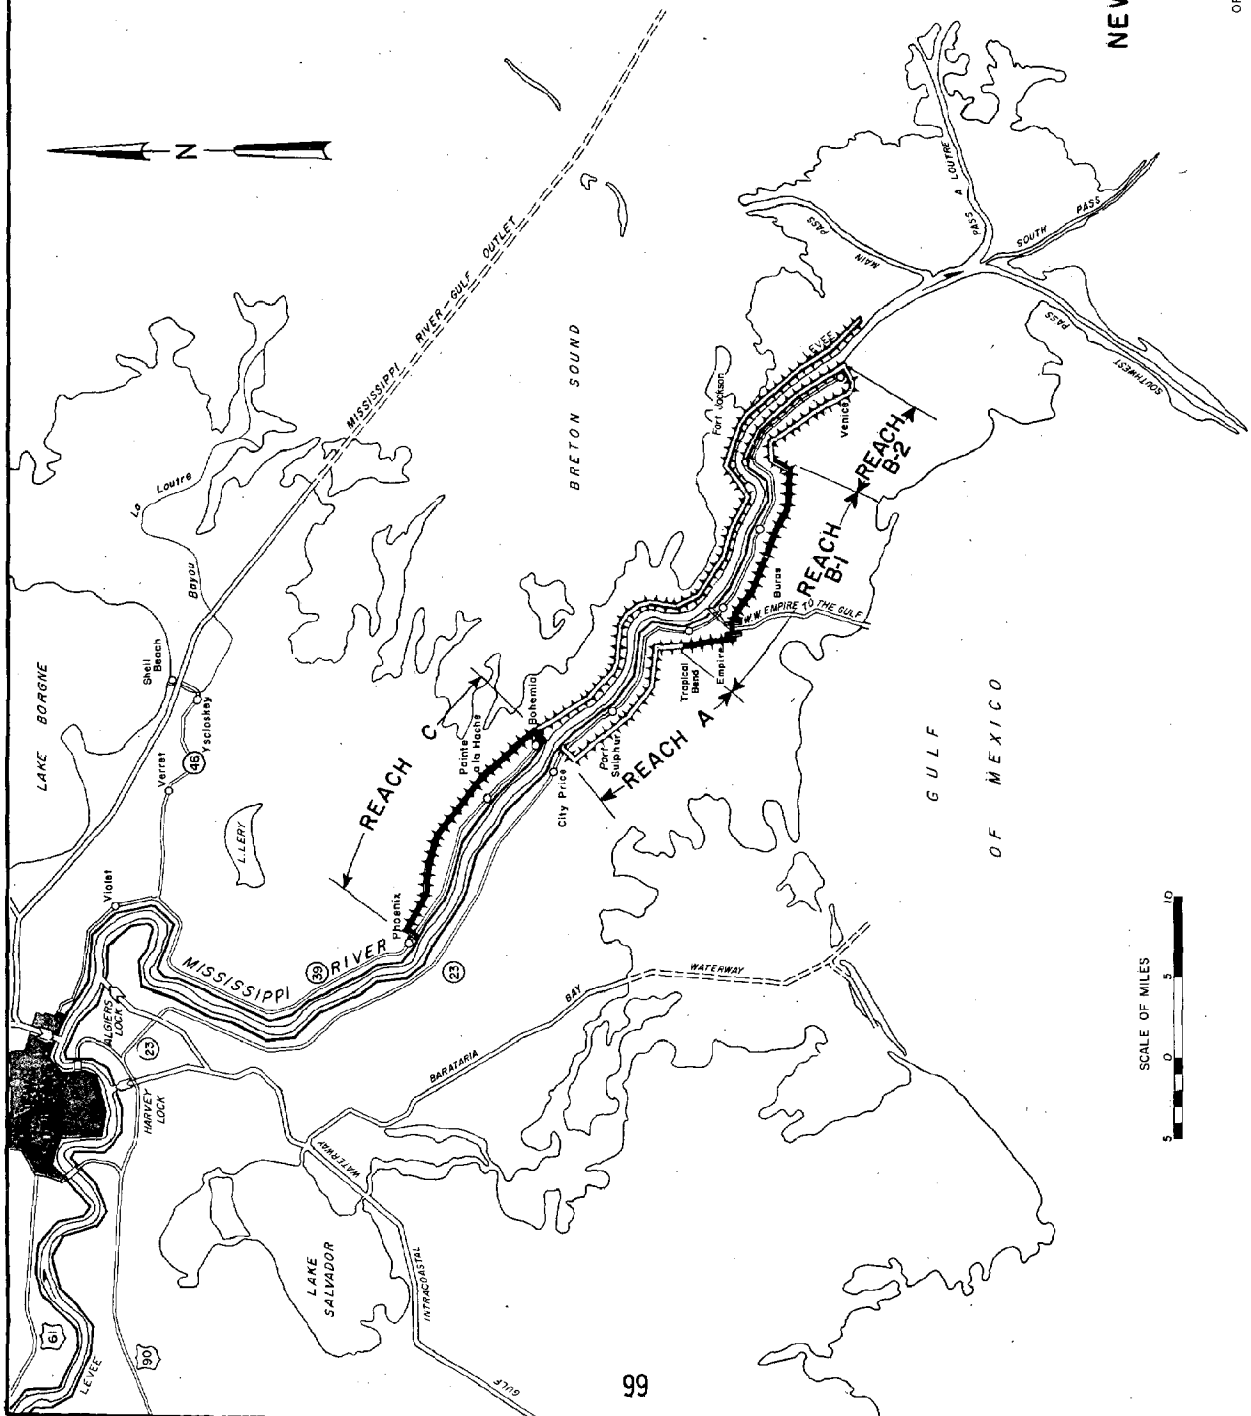 NEW
OF
N
LAKE BORGNE
Shell
Beach
Yscloskey
Verret
46
Bayou
La
Loutre
MISSISSIPPI RIVER-GULF OUTLET
BRETON SOUND
L. LERY
Violet
MISSISSIPPI
RIVER
39
23
ALGIERS
LOCK
23
HARVEY
LOCK
61
90
LEVEE
LAKE
SALVADOR
GULF
INTRACOASTAL
WATERWAY
BARATARIA
BAY
WATERWAY
Phoenix
REACH C
Pointe
a la Hache
Bohemia
City Price
Port
Sulphur
REACH A
Tropical
Bend
Empire
W.W. EMPIRE TO THE GULF
Buras
REACH
B-1
REACH
B-2
Fort Jackson
Venice
LEVEE
MAIN
PASS
PASS A LOUTRE
SOUTH
PASS
SOUTHWEST
PASS
GULF
OF MEXICO
SCALE OF MILES
5 0 5 10
66